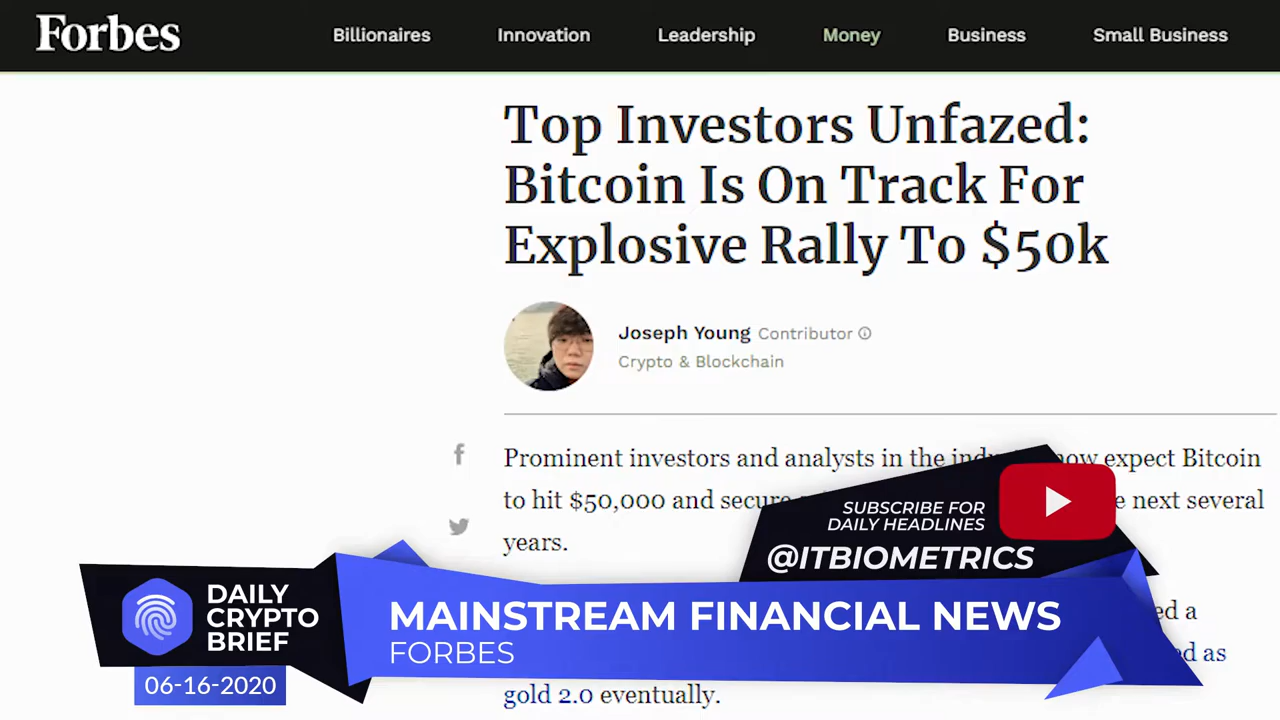 Forbes
Billionaires Innovation Leadership Money Business Small Business
Top Investors Unfazed:
Bitcoin Is On Track For
Explosive Rally To $50k
Joseph Young Contributor
Crypto & Blockchain
Prominent investors and analysts in the now expect Bitcoin
to hit $50,000 and secure next several
years.
a
as
gold 2.0 eventually.
SUBSCRIBE FOR
DAILY HEADLINES
@ITBIOMETRICS
DAILY
CRYPTO
BRIEF
MAINSTREAM FINANCIAL NEWS
FORBES
06-16-2020